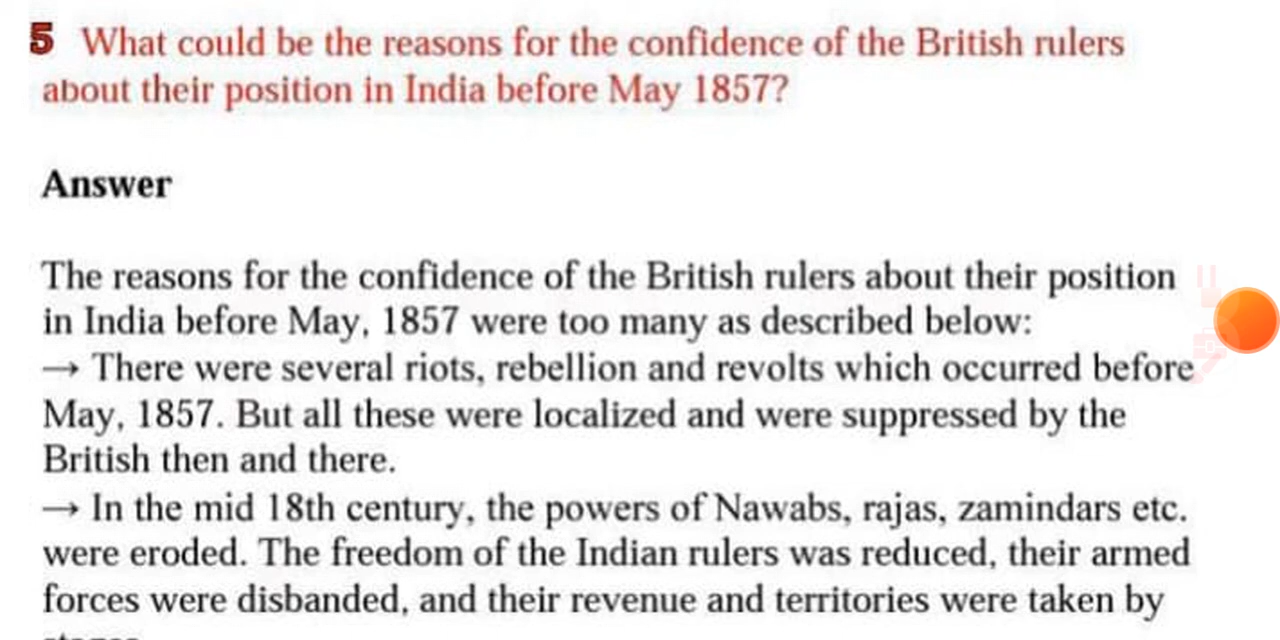 5 What could be the reasons for the confidence of the British rulers
about their position in India before May 1857?
Answer
The reasons for the confidence of the British rulers about their position
in India before May, 1857 were too many as described below:
→ There were several riots, rebellion and revolts which occurred before
May, 1857. But all these were localized and were suppressed by the
British then and there.
→ In the mid 18th century, the powers of Nawabs, rajas, zamindars etc.
were eroded. The freedom of the Indian rulers was reduced, their armed
forces were disbanded, and their revenue and territories were taken by